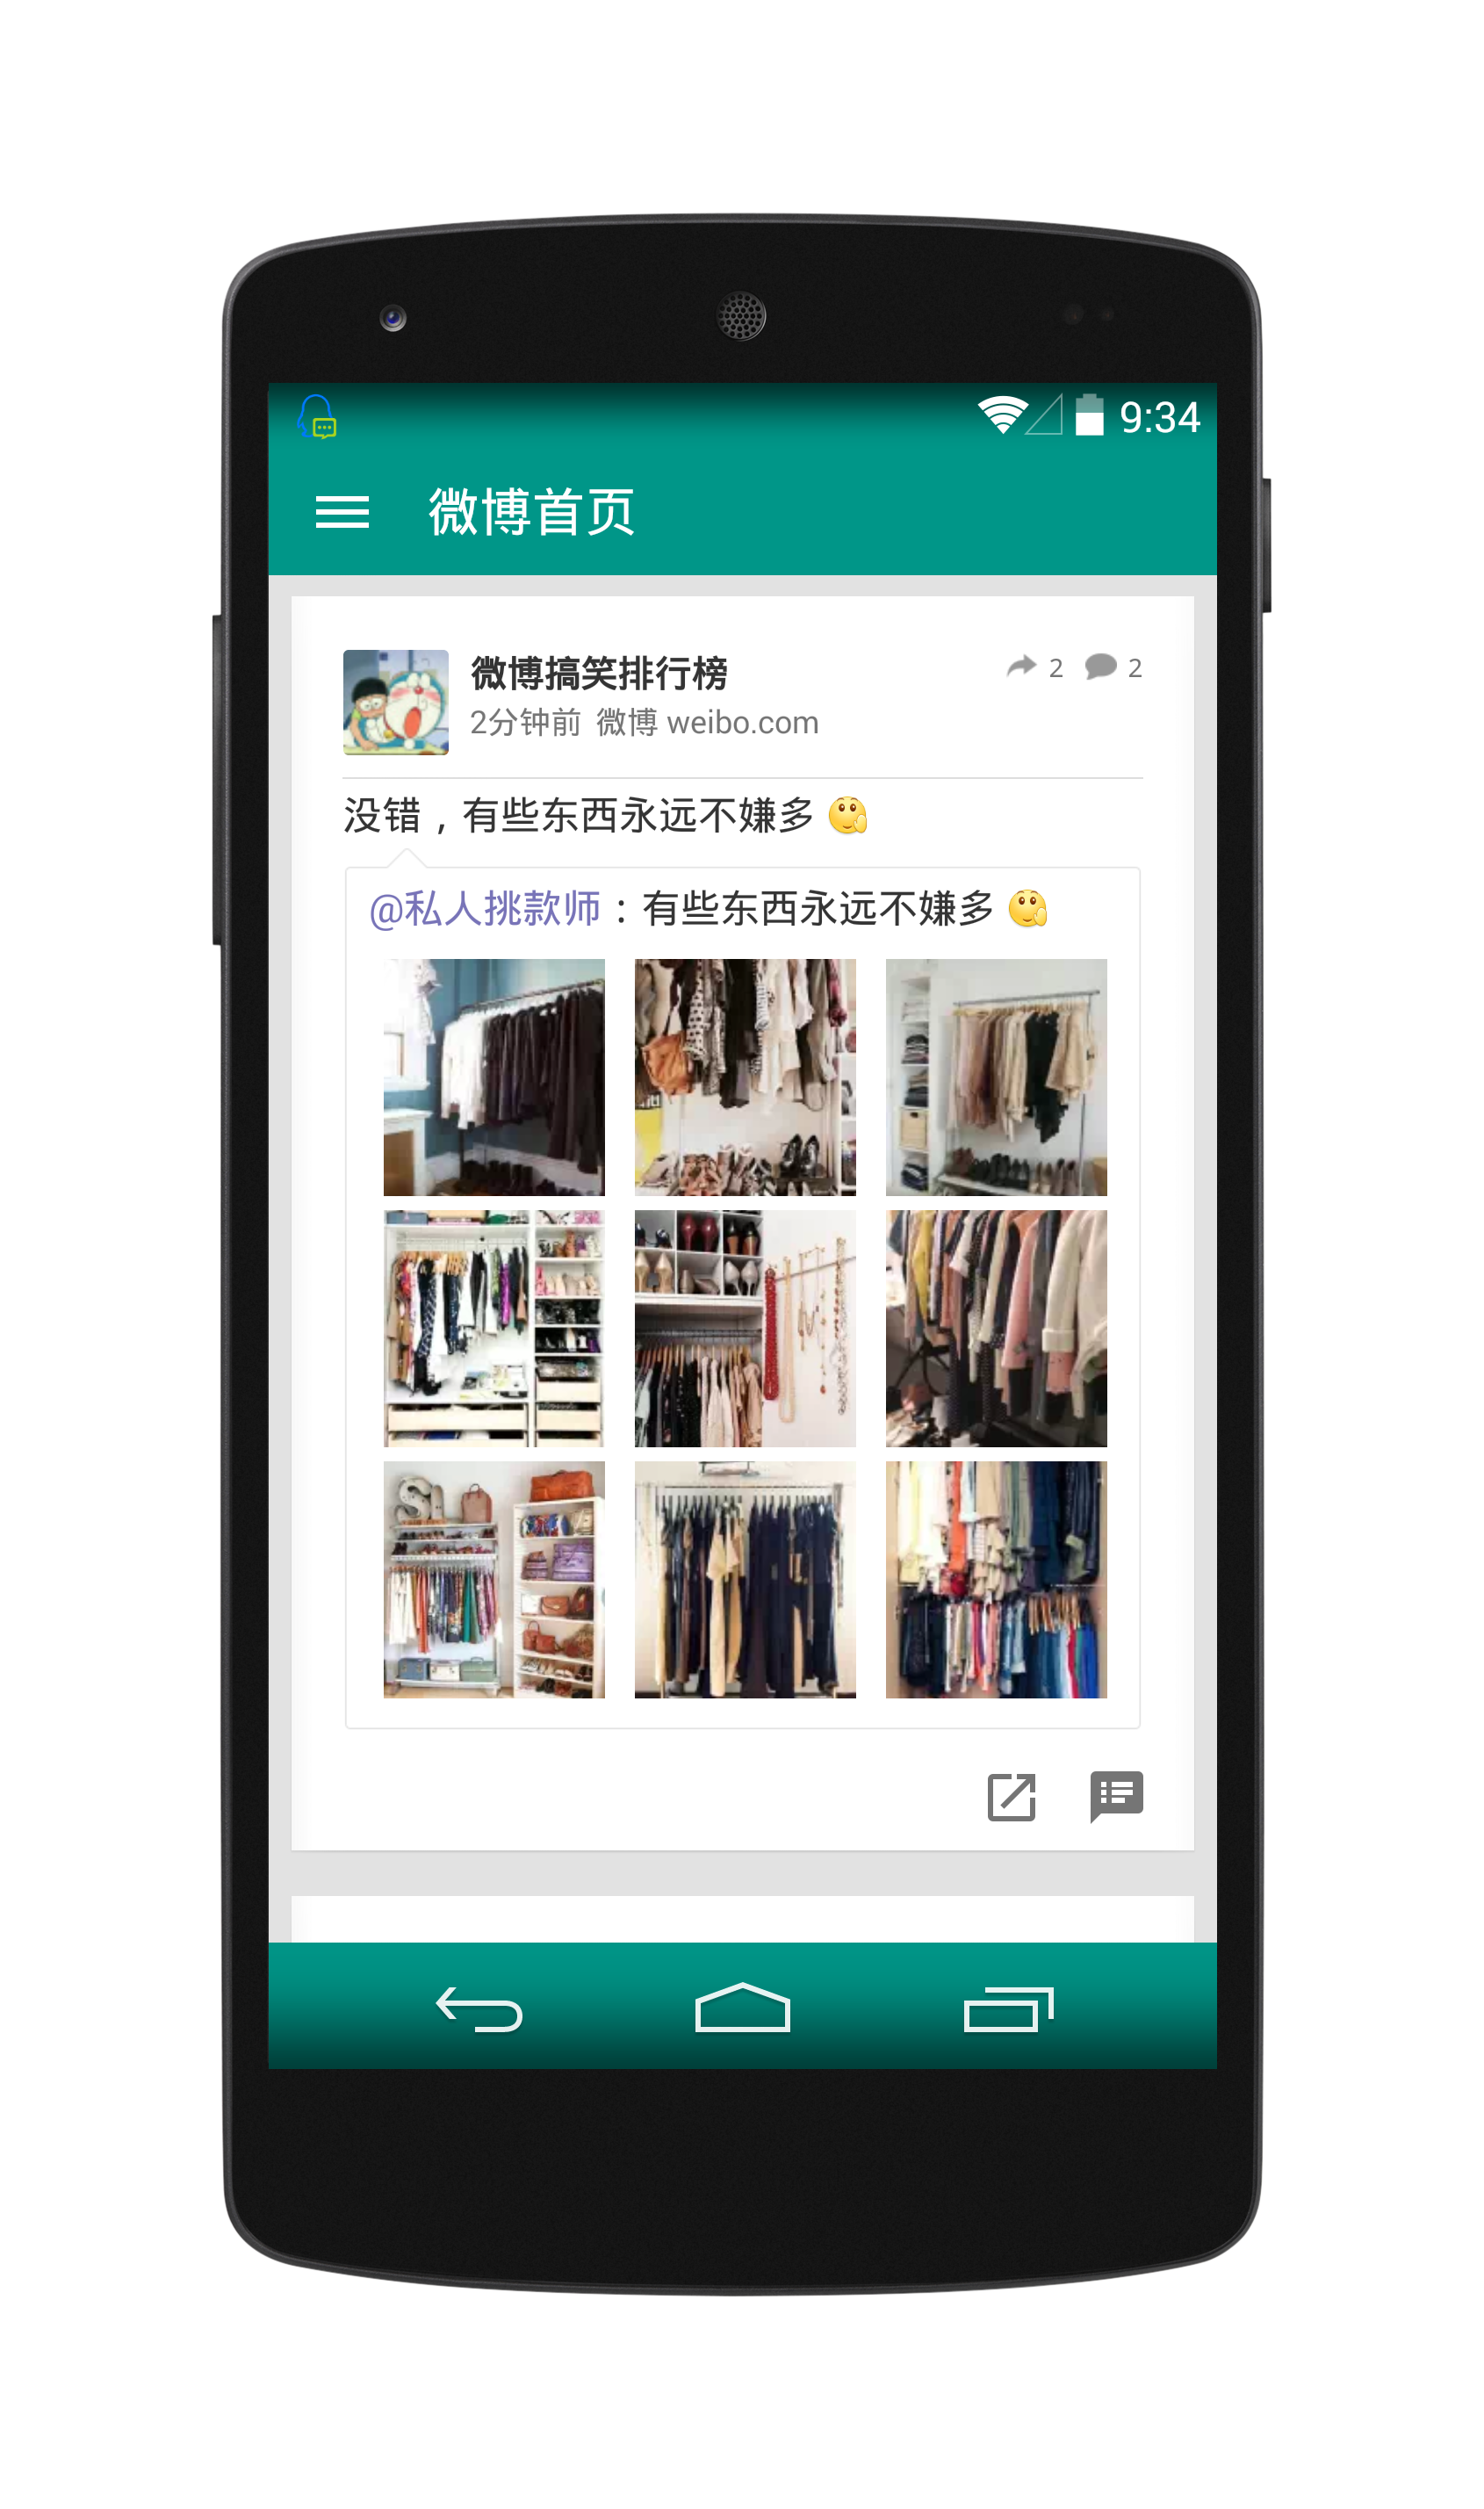 9:34
微博首页
微博搞笑排行榜
2 2
2分钟前 微博 weibo.com
没错，有些东西永远不嫌多
@私人挑款师：有些东西永远不嫌多